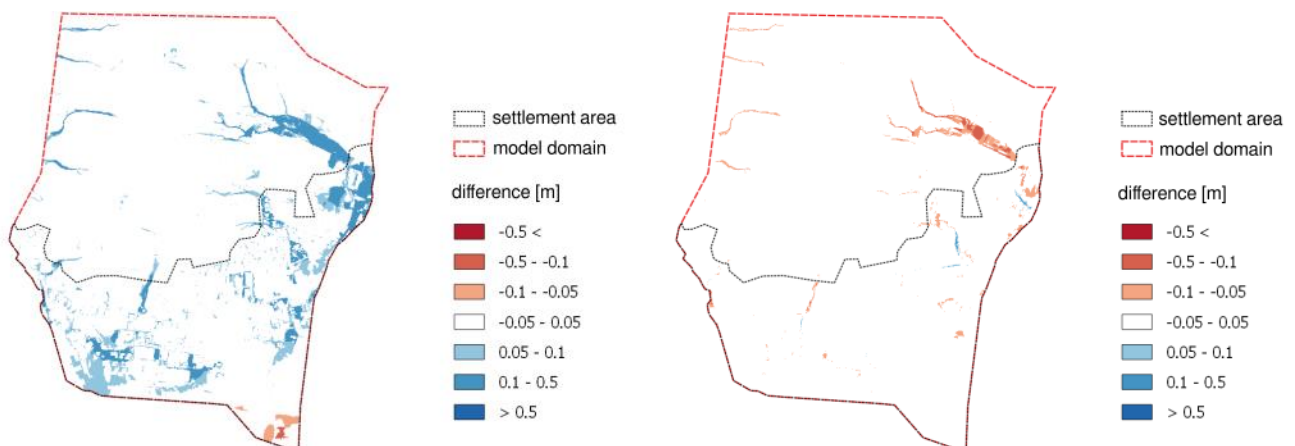 settlement area
model domain
difference [m]
-0.5 <
-0.5 - -0.1
-0.1 - -0.05
-0.05 - 0.05
0.05 - 0.1
0.1 - 0.5
> 0.5
settlement area
model domain
difference [m]
-0.5 <
-0.5 - -0.1
-0.1 - -0.05
-0.05 - 0.05
0.05 - 0.1
0.1 - 0.5
> 0.5